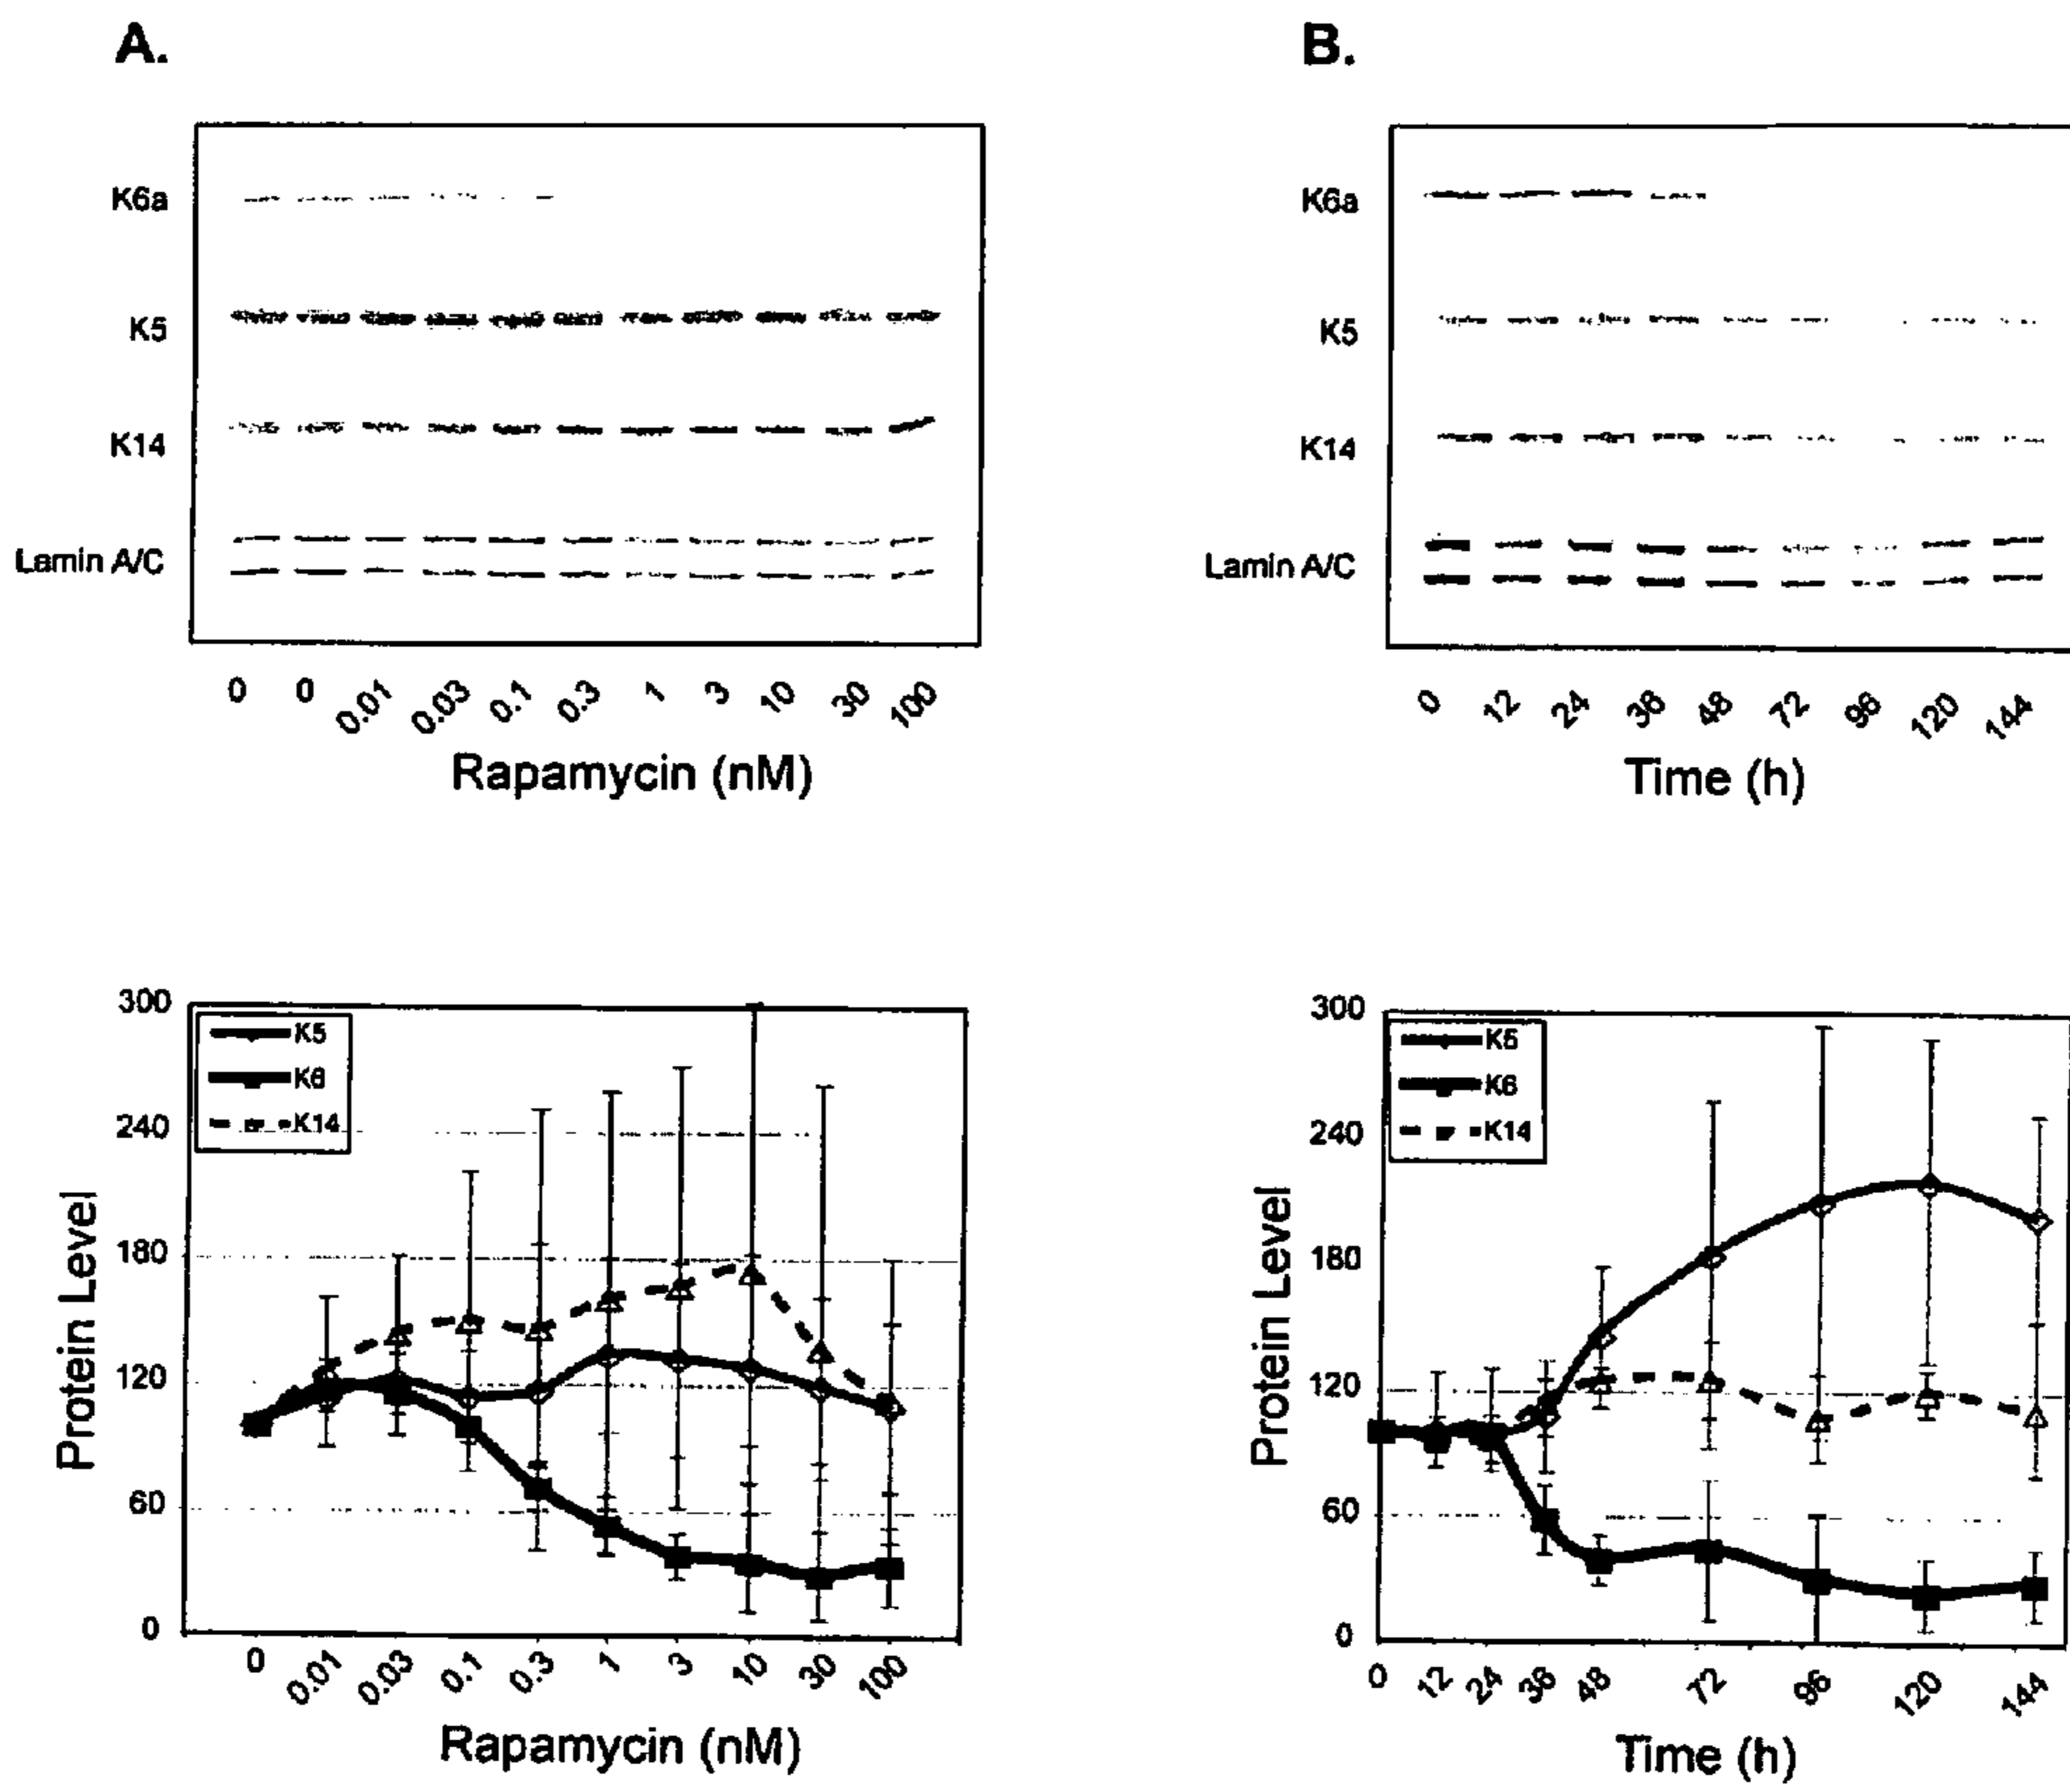 A.
K6a
K5
K14
Lamin A/C
0 0 0.01 0.03 0.1 0.3 1 3 10 30 100
Rapamycin (nM)
B.
K6a
K5
K14
Lamin A/C
0 12 24 36 48 72 96 120 144
Time (h)
300
240
180
120
60
0
Protein Level
K5
K6
K14
0 0.01 0.03 0.1 0.3 1 3 10 30 100
Rapamycin (nM)
300
240
180
120
60
0
Protein Level
K5
K6
K14
0 12 24 36 48 72 96 120 144
Time (h)